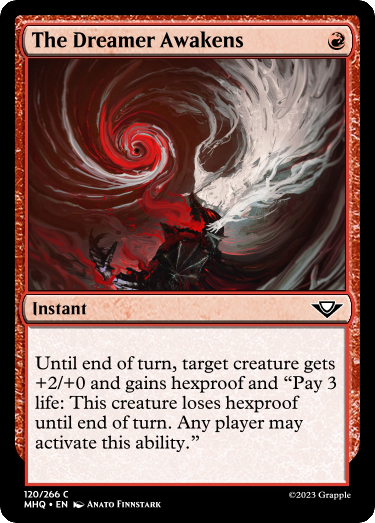 The Dreamer Awakens
Instant
Until end of turn, target creature gets
+2/+0 and gains hexproof and “Pay 3
life: This creature loses hexproof
until end of turn. Any player may
activate this ability.”
120/266 C
MHQ • EN Anato Finnstark
©2023 Grapple